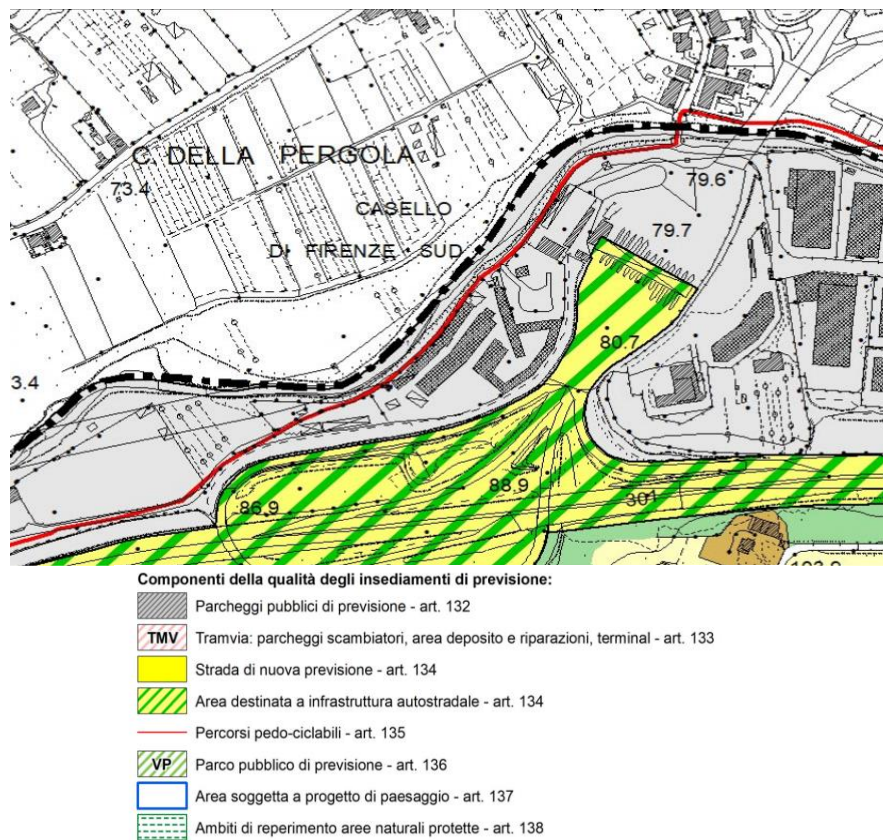 C. DELLA PERGOLA
73.4
CASELLO
DI FIRENZE SUD
79.6
79.7
80.7
3.4
88.9
86.9
301
Componenti della qualità degli insediamenti di previsione:
Parcheggi pubblici di previsione - art. 132
TMV Tramvia: parcheggi scambiatori, area deposito e riparazioni, terminal - art. 133
Strada di nuova previsione - art. 134
Area destinata a infrastruttura autostradale - art. 134
Percorsi pedo-ciclabili - art. 135
VP Parco pubblico di previsione - art. 136
Area soggetta a progetto di paesaggio - art. 137
Ambiti di reperimento aree naturali protette - art. 138